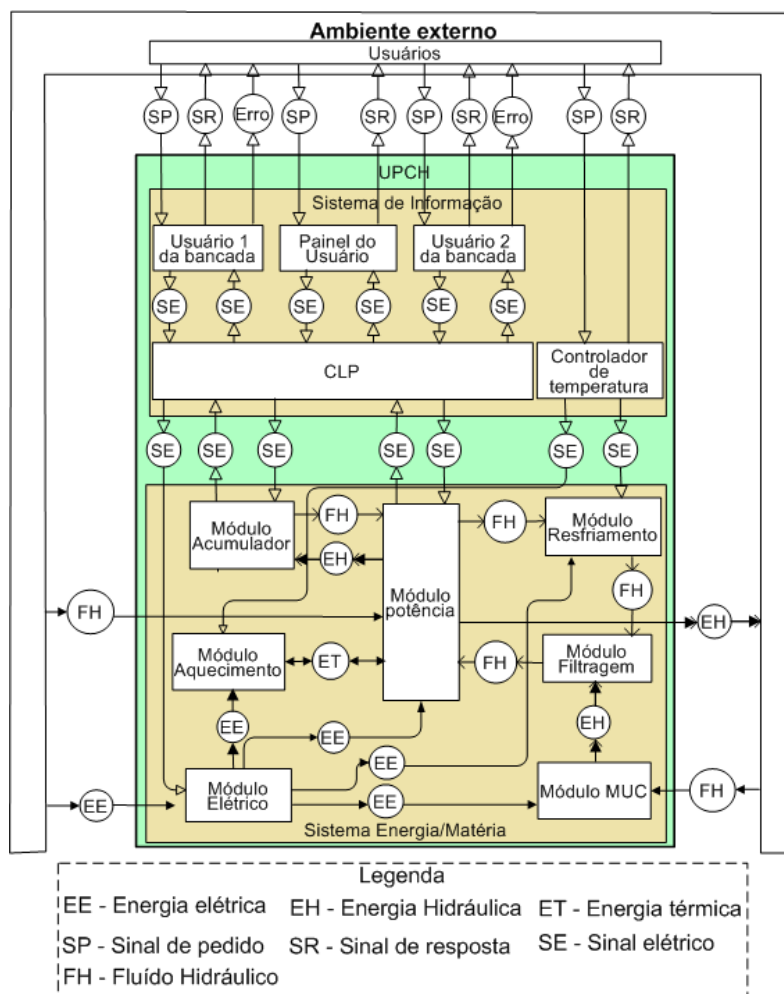 Ambiente externo
Usuários
SP
SR
Erro
SP
SR
SP
SR
Erro
SP
SR
UPCH
Sistema de Informação
Usuário 1
da bancada
Painel do
Usuário
Usuário 2
da bancada
SE
SE
SE
SE
SE
SE
CLP
Controlador
de
temperatura
SE
SE
SE
SE
SE
SE
SE
Módulo
Acumulador
FH
EH
Módulo
potência
FH
Módulo
Resfriamento
FH
FH
EH
Módulo
Aquecimento
ET
FH
Módulo
Filtragem
EE
EE
EH
EE
EE
Módulo
Elétrico
EE
Módulo MUC
FH
Sistema Energia/Matéria
Legenda
EE - Energia elétrica
EH - Energia Hidráulica
ET - Energia térmica
SP - Sinal de pedido
SR - Sinal de resposta
SE - Sinal elétrico
FH - Fluído Hidráulico